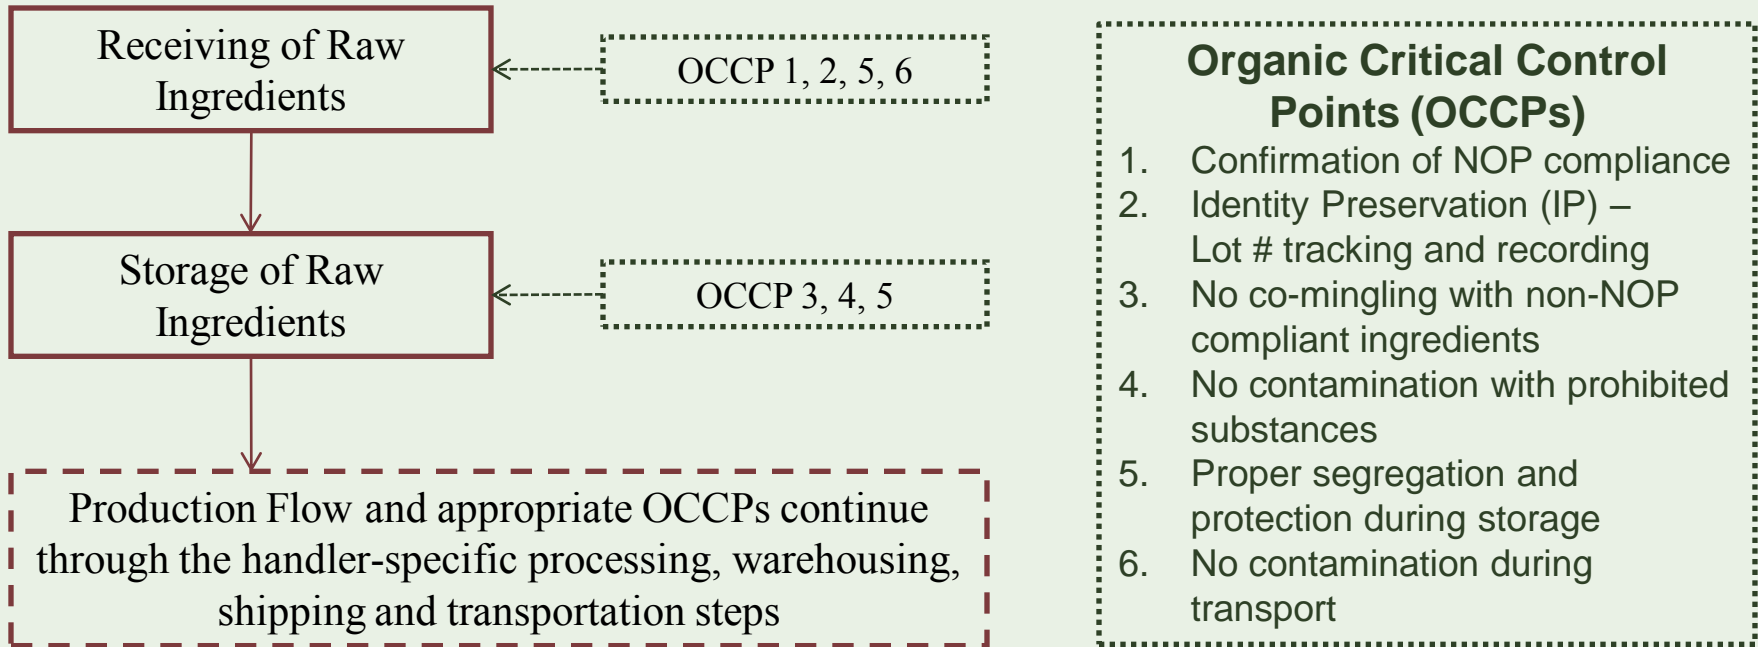 Receiving of Raw
Ingredients
OCCP 1, 2, 5, 6
Storage of Raw
Ingredients
OCCP 3, 4, 5
Production Flow and appropriate OCCPs continue
through the handler-specific processing, warehousing,
shipping and transportation steps
Organic Critical Control
Points (OCCPs)
1. Confirmation of NOP compliance
2. Identity Preservation (IP) –
Lot # tracking and recording
3. No co-mingling with non-NOP
compliant ingredients
4. No contamination with prohibited
substances
5. Proper segregation and
protection during storage
6. No contamination during
transport